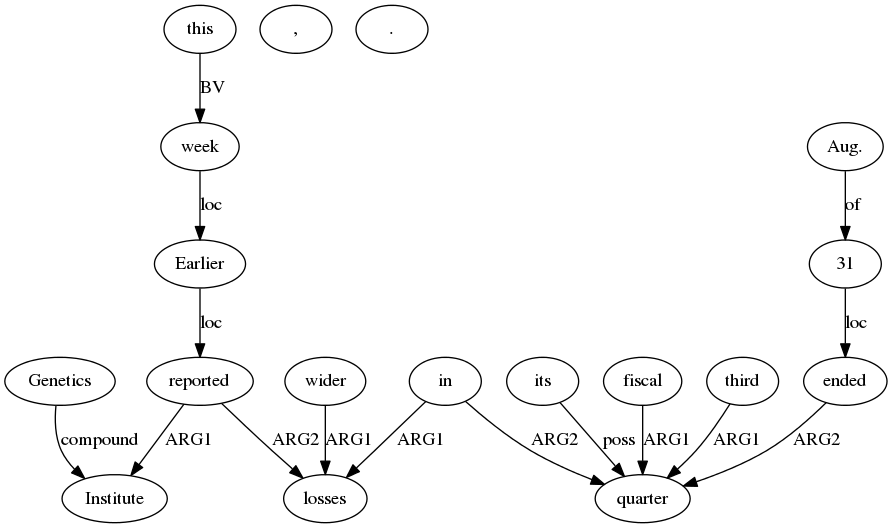 this , .
BV
week Aug.
loc of
Earlier 31
loc loc
Genetics reported wider in its fiscal third ended
compound ARG1 ARG2 ARG1 ARG1 ARG2 poss ARG1 ARG1 ARG2
Institute losses quarter